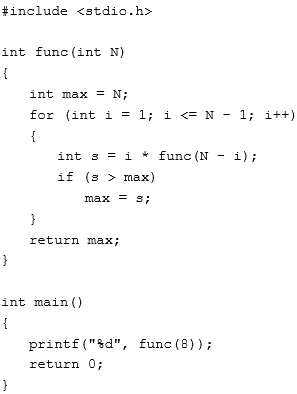 #include <stdio.h>

int func(int N)
{
    int max = N;
    for (int i = 1; i <= N - 1; i++)
    {
        int s = i * func(N - i);
        if (s > max)
            max = s;
    }
    return max;
}

int main()
{
    printf("%d", func(8));
    return 0;
}